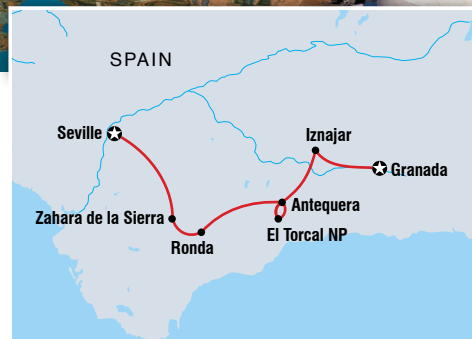 SPAIN
Seville
Iznajar
Granada
Zahara de la Sierra
Antequera
Ronda
El Torcal NP